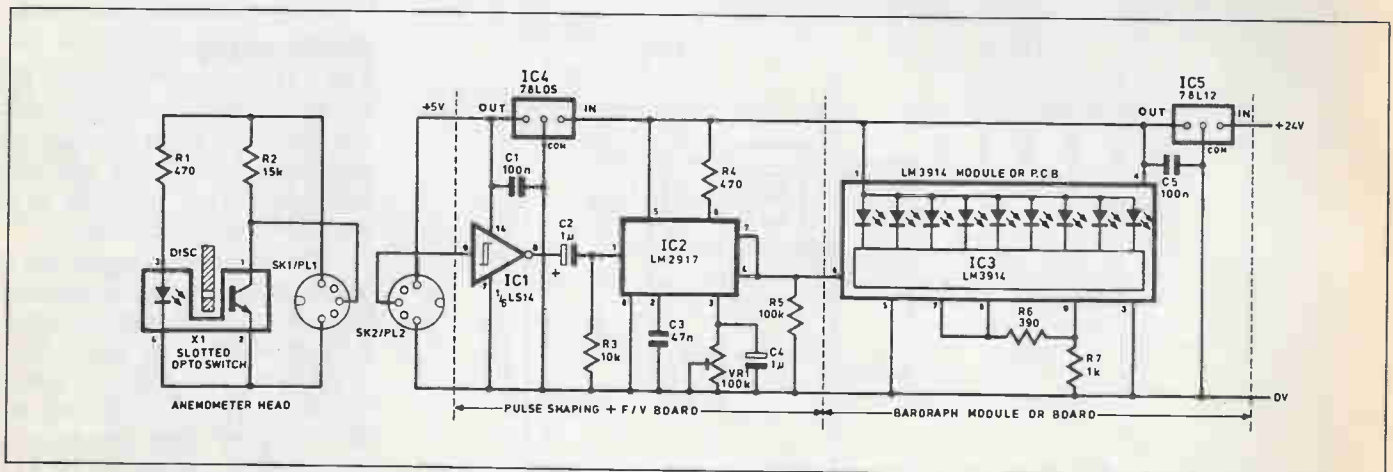 IC4
78L05
+5V
OUT
IN
COM
IC5
78L12
OUT
IN
+24V
COM
R1
470
R2
15k
DISC
3
1
4
2
X1
SLOTTED
OPTO SWITCH
SK1/PL1
ANEMOMETER HEAD
C1
100n
14
9
8
7
IC1
1/6 LS14
SK2/PL2
C2
1µ
+
R3
10k
1
5
R4
470
IC2
LM2917
7
4
2
3
C3
47n
VR1
100k
C4
1µ
R5
100k
PULSE SHAPING + F/V BOARD
LM3914 MODULE OR P.C.B
1
4
C5
100n
IC3
LM3914
5
7
8
9
3
R6
390
R7
1k
0V
BARGRAPH MODULE OR BOARD